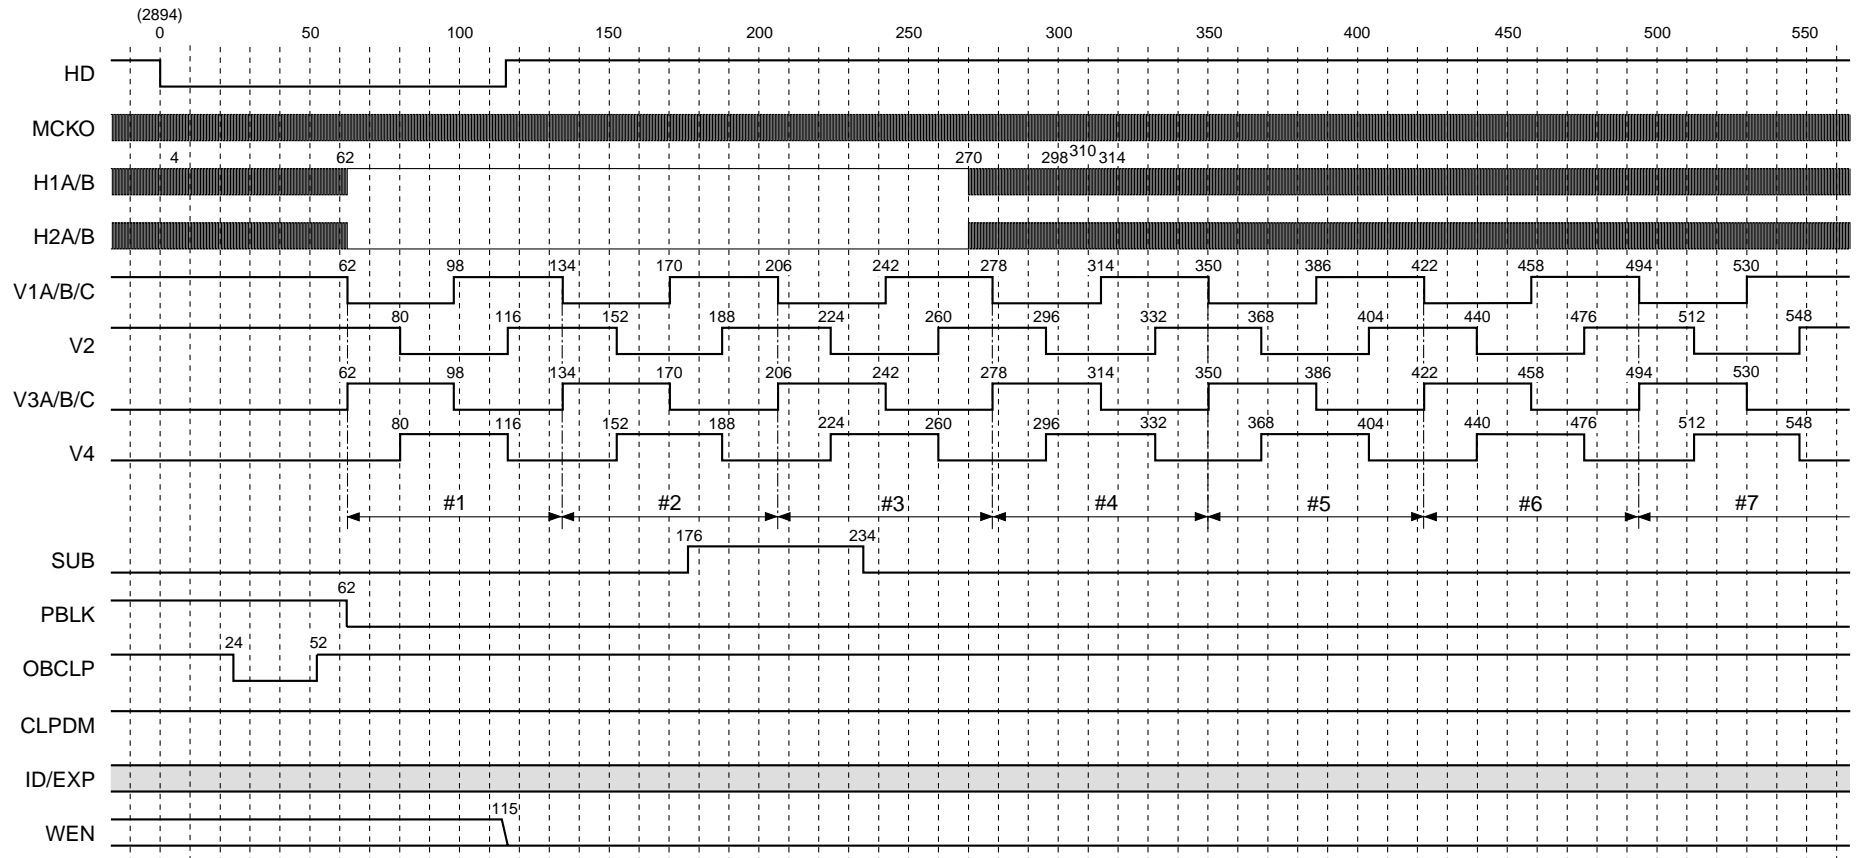 (2894)
0 50 100 150 200 250 300 350 400 450 500 550
HD
MCKO
4 62 270 298 310 314
H1A/B
H2A/B
62 98 134 170 206 242 278 314 350 386 422 458 494 530
V1A/B/C
80 116 152 188 224 260 296 332 368 404 440 476 512 548
V2
62 98 134 170 206 242 278 314 350 386 422 458 494 530
V3A/B/C
80 116 152 188 224 260 296 332 368 404 440 476 512 548
V4
#1 #2 #3 #4 #5 #6 #7
176 234
SUB
62
PBLK
24 52
OBCLP
CLPDM
ID/EXP
115
WEN